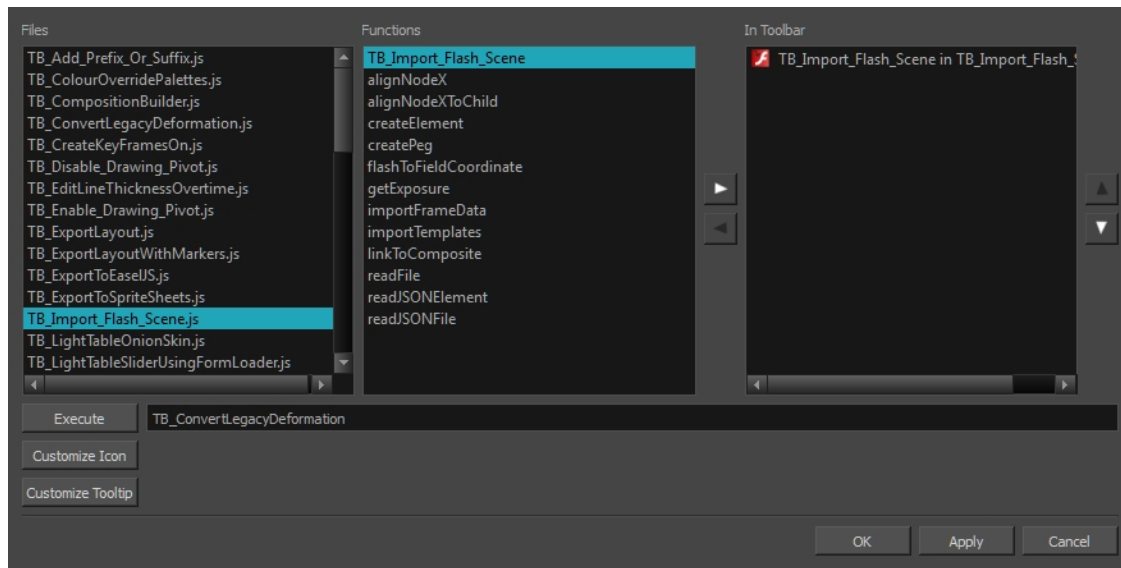 Files
TB_Add_Prefix_Or_Suffix.js
TB_ColourOverridePalettes.js
TB_CompositionBuilder.js
TB_ConvertLegacyDeformation.js
TB_CreateKeyFramesOn.js
TB_Disable_Drawing_Pivot.js
TB_EditLineThicknessOvertime.js
TB_Enable_Drawing_Pivot.js
TB_ExportLayout.js
TB_ExportLayoutWithMarkers.js
TB_ExportToEaselJS.js
TB_ExportToSpriteSheets.js
TB_Import_Flash_Scene.js
TB_LightTableOnionSkin.js
TB_LightTableSliderUsingFormLoader.js
Functions
TB_Import_Flash_Scene
alignNodeX
alignNodeXToChild
createElement
createPeg
flashToFieldCoordinate
getExposure
importFrameData
importTemplates
linkToComposite
readFile
readJSONElement
readJSONFile
In Toolbar
TB_Import_Flash_Scene in TB_Import_Flash_
Execute
TB_ConvertLegacyDeformation
Customize Icon
Customize Tooltip
OK
Apply
Cancel